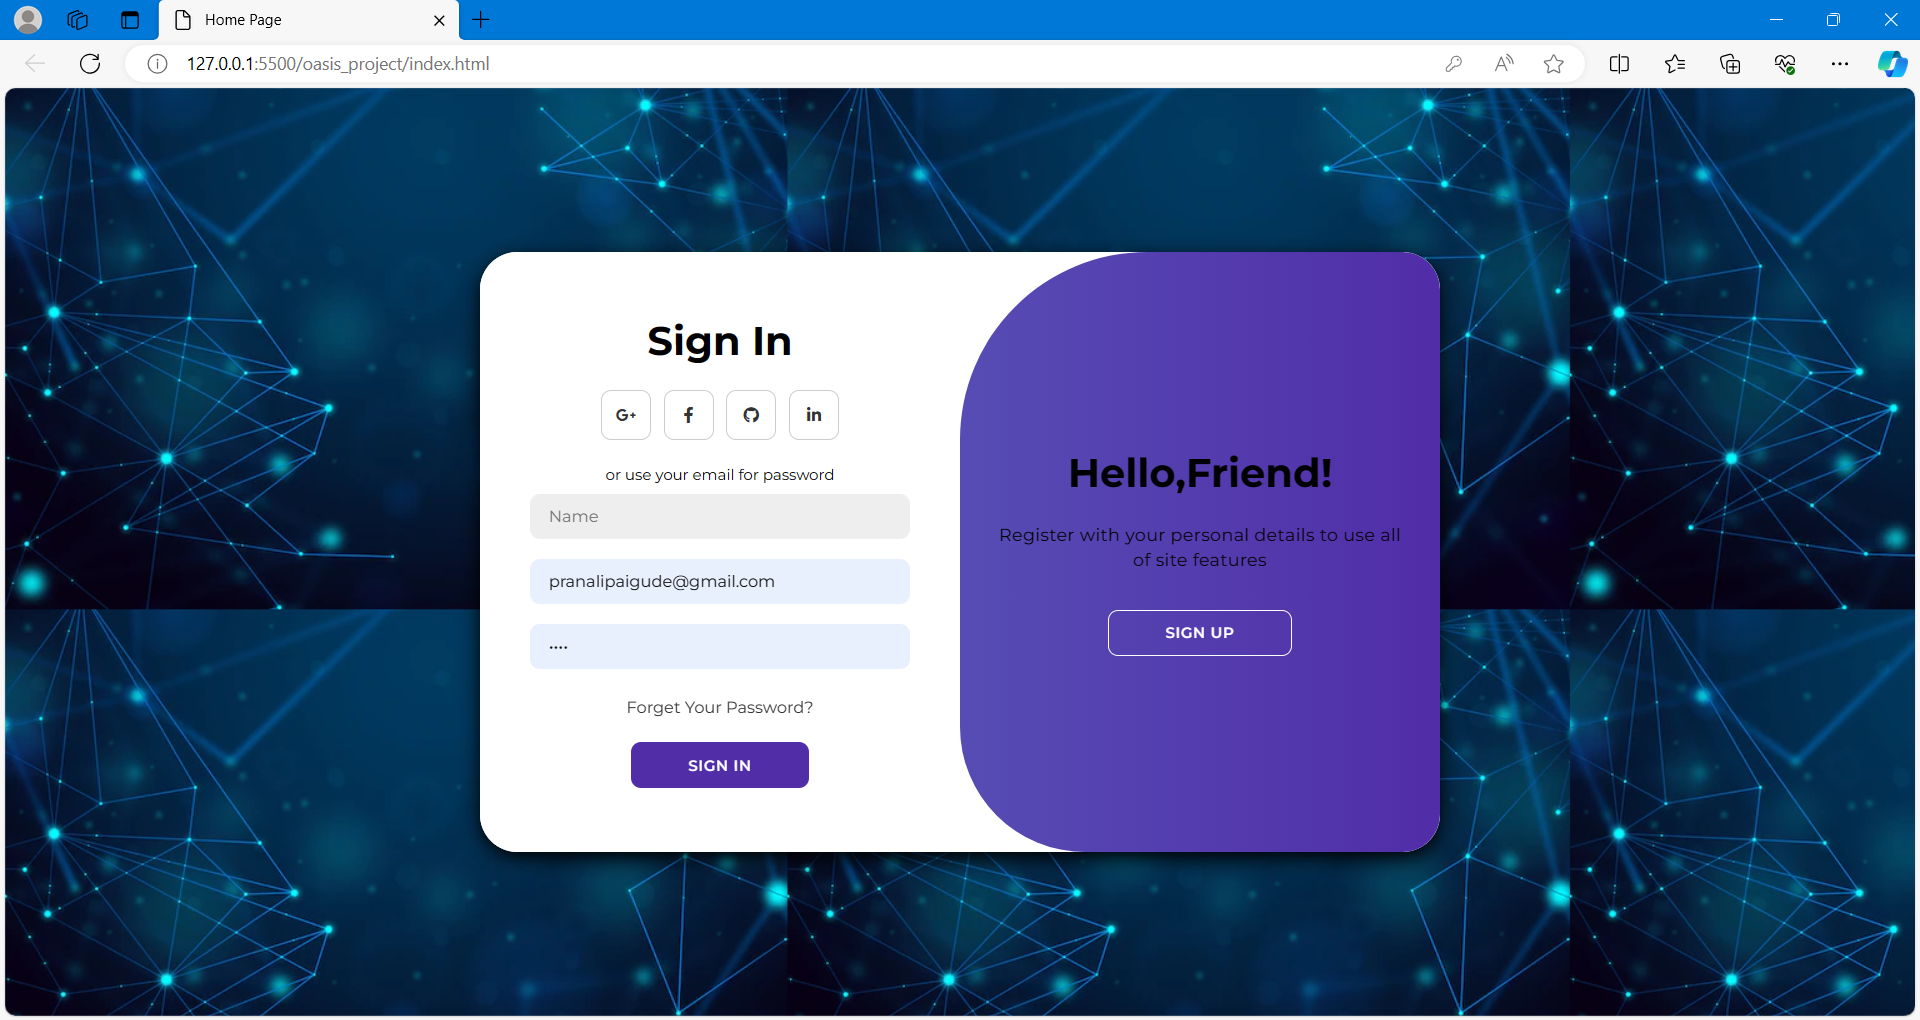 Home Page
127.0.0.1:5500/oasis_project/index.html
Sign In
G+
f
in
or use your email for password
Name
pranalipaigude@gmail.com
....
Forget Your Password?
SIGN IN
Hello,Friend!
Register with your personal details to use all
of site features
SIGN UP